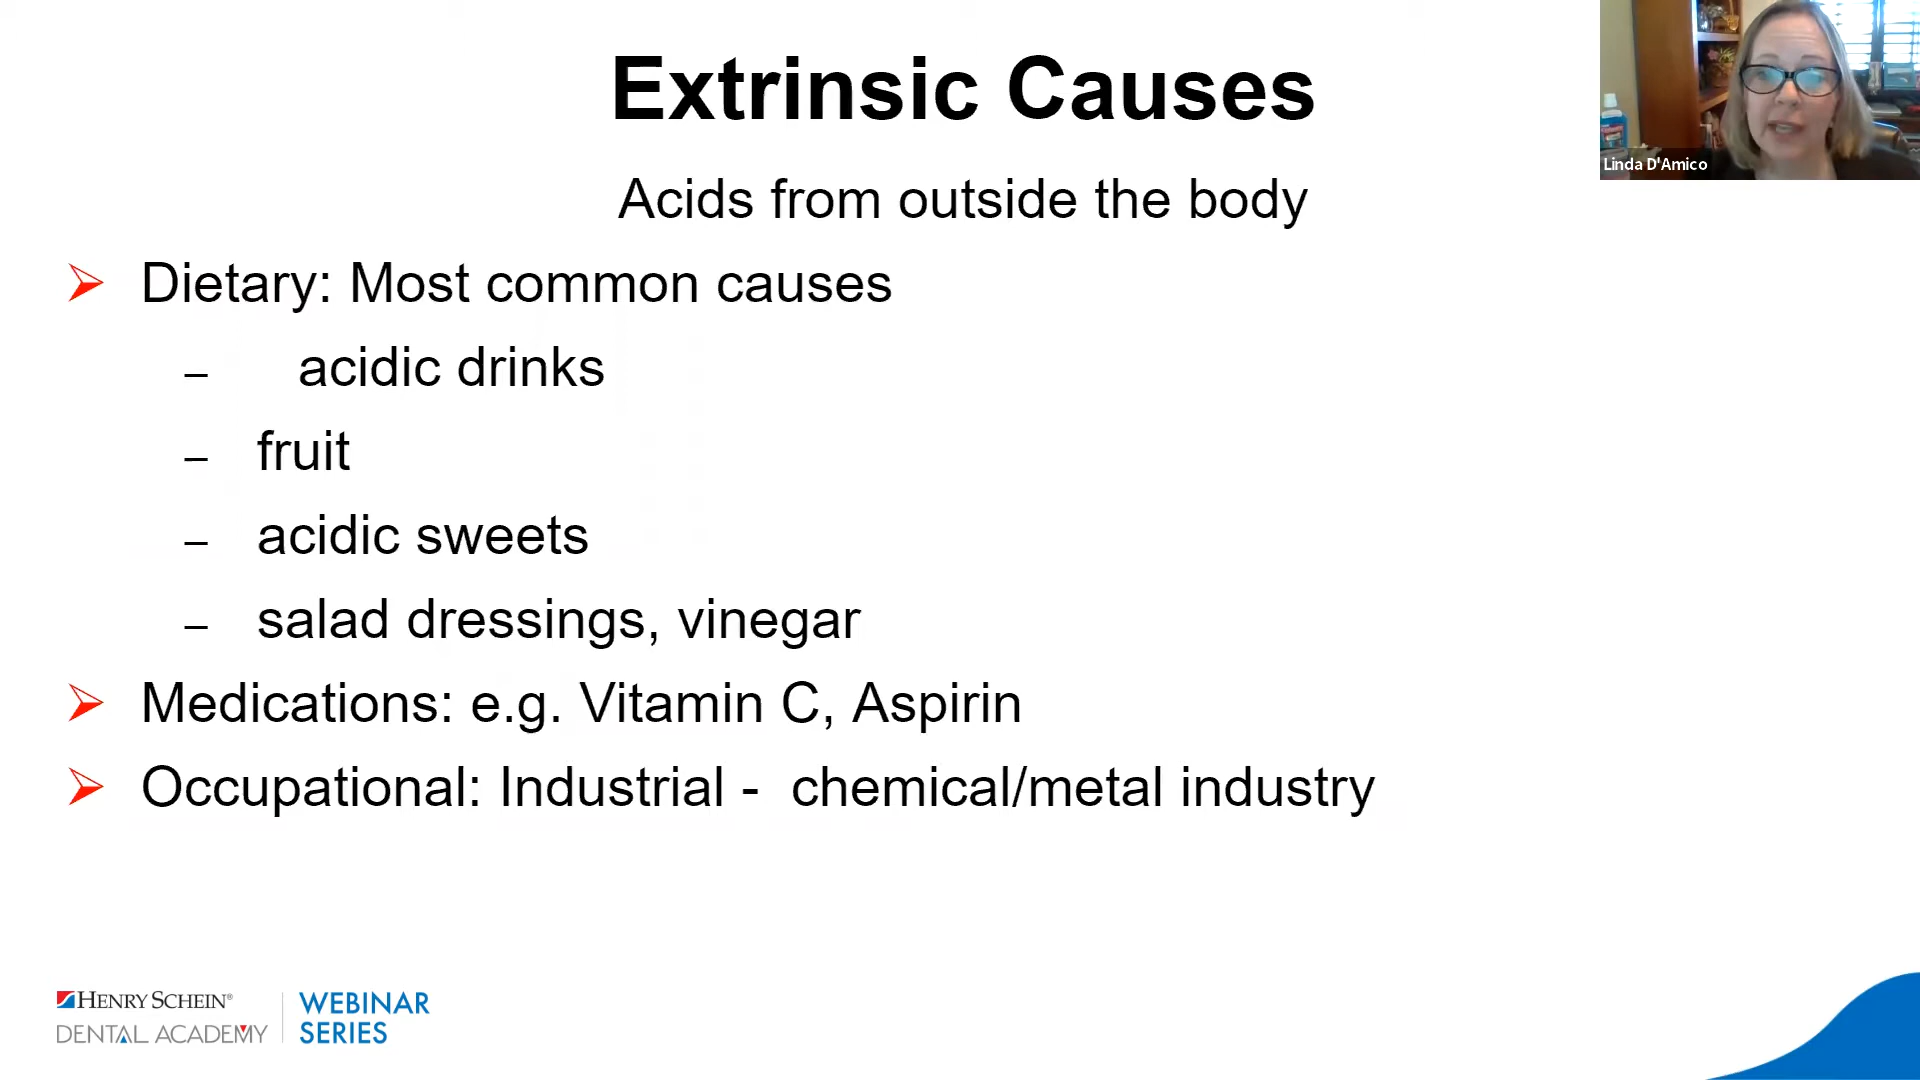 Extrinsic Causes
Linda D'Amico
Acids from outside the body
➢ Dietary: Most common causes
– acidic drinks
– fruit
– acidic sweets
– salad dressings, vinegar
➢ Medications: e.g. Vitamin C, Aspirin
➢ Occupational: Industrial - chemical/metal industry
HENRY SCHEIN®
DENTAL ACADEMY
WEBINAR
SERIES